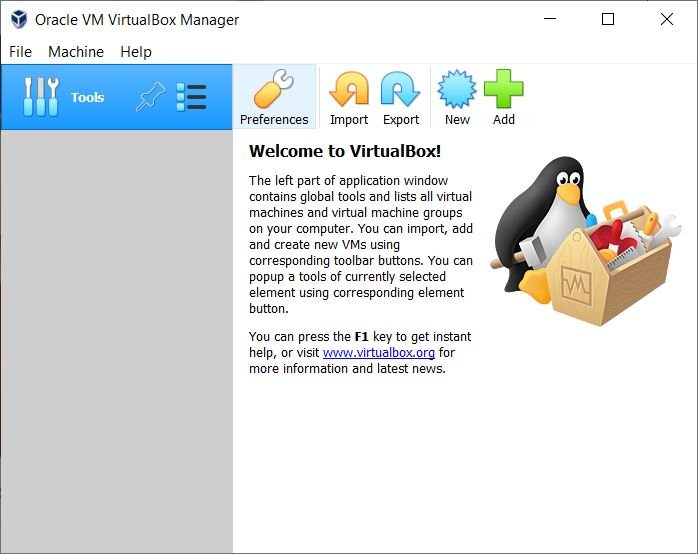 Oracle VM VirtualBox Manager
File Machine Help
Tools
Preferences Import Export New Add
Welcome to VirtualBox!
The left part of application window
contains global tools and lists all virtual
machines and virtual machine groups
on your computer. You can import, add
and create new VMs using
corresponding toolbar buttons. You can
popup a tools of currently selected
element using corresponding element
button.
You can press the F1 key to get instant
help, or visit www.virtualbox.org for
more information and latest news.